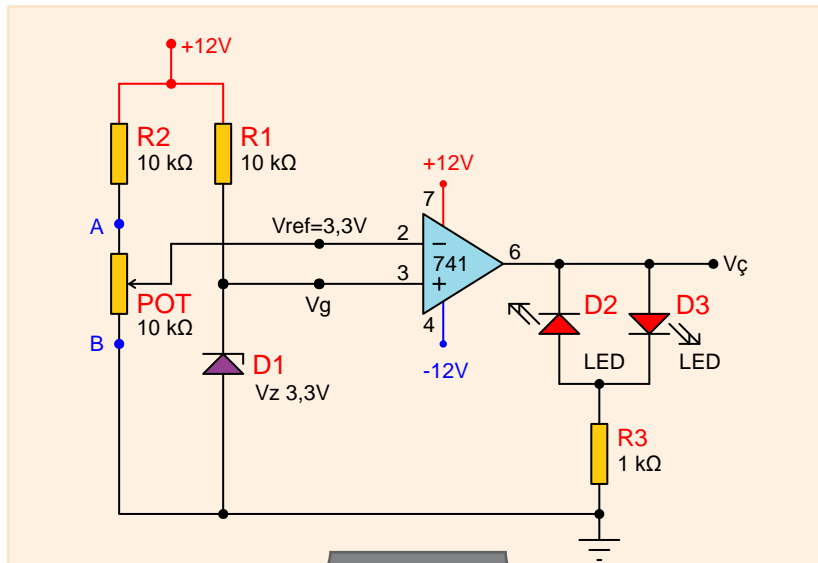 +12V
R2
10 kΩ
R1
10 kΩ
+12V
7
A
Vref=3,3V
2
−
741
6
Vç
3
+
POT
10 kΩ
Vg
4
D2
D3
B
D1
Vz 3,3V
-12V
LED
LED
R3
1 kΩ